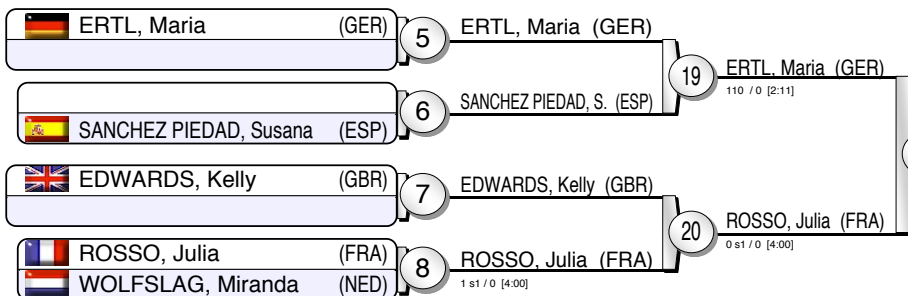 ERTL, Maria (GER)
5
ERTL, Maria (GER)
19
ERTL, Maria (GER)
110 / 0 [2:11]
6
SANCHEZ PIEDAD, S. (ESP)
SANCHEZ PIEDAD, Susana (ESP)
EDWARDS, Kelly (GBR)
7
EDWARDS, Kelly (GBR)
20
ROSSO, Julia (FRA)
0 s1 / 0 [4:00]
ROSSO, Julia (FRA)
8
ROSSO, Julia (FRA)
1 s1 / 0 [4:00]
WOLFSLAG, Miranda (NED)